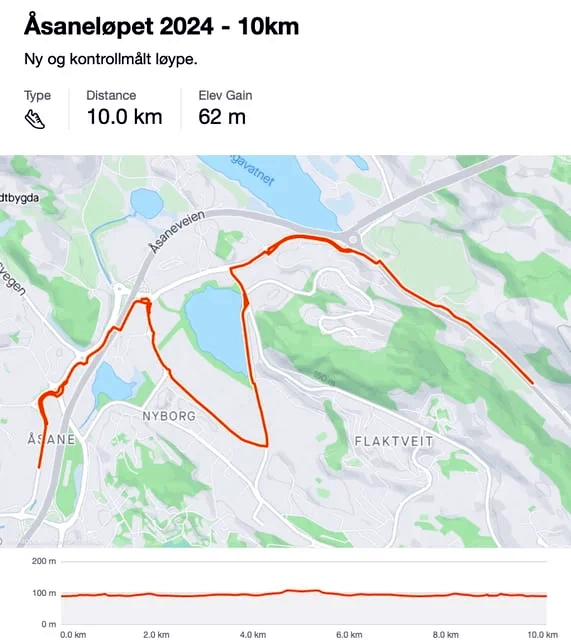 Åsaneløpet 2024 - 10km
Ny og kontrollmålt løype.
Type
Distance
Elev Gain
10.0 km
62 m
gavatnet
dtbygda
Åsaneveien
vegen
NYBORG
ÅSANE
FLAKTVEIT
200 m
100 m
0 m
0.0 km
2.0 km
4.0 km
6.0 km
8.0 km
10.0 km